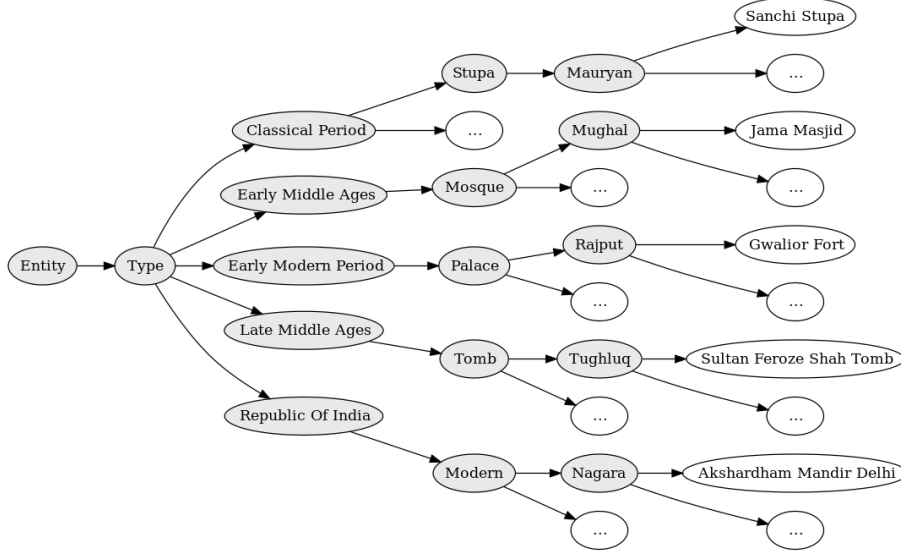 Sanchi Stupa
Stupa
Mauryan
...
Classical Period
...
Mughal
Jama Masjid
Early Middle Ages
Mosque
...
...
Rajput
Gwalior Fort
Entity
Type
Early Modern Period
Palace
...
...
Late Middle Ages
Tomb
Tughluq
Sultan Feroze Shah Tomb
Republic Of India
...
...
Modern
Nagara
Akshardham Mandir Delhi
...
...